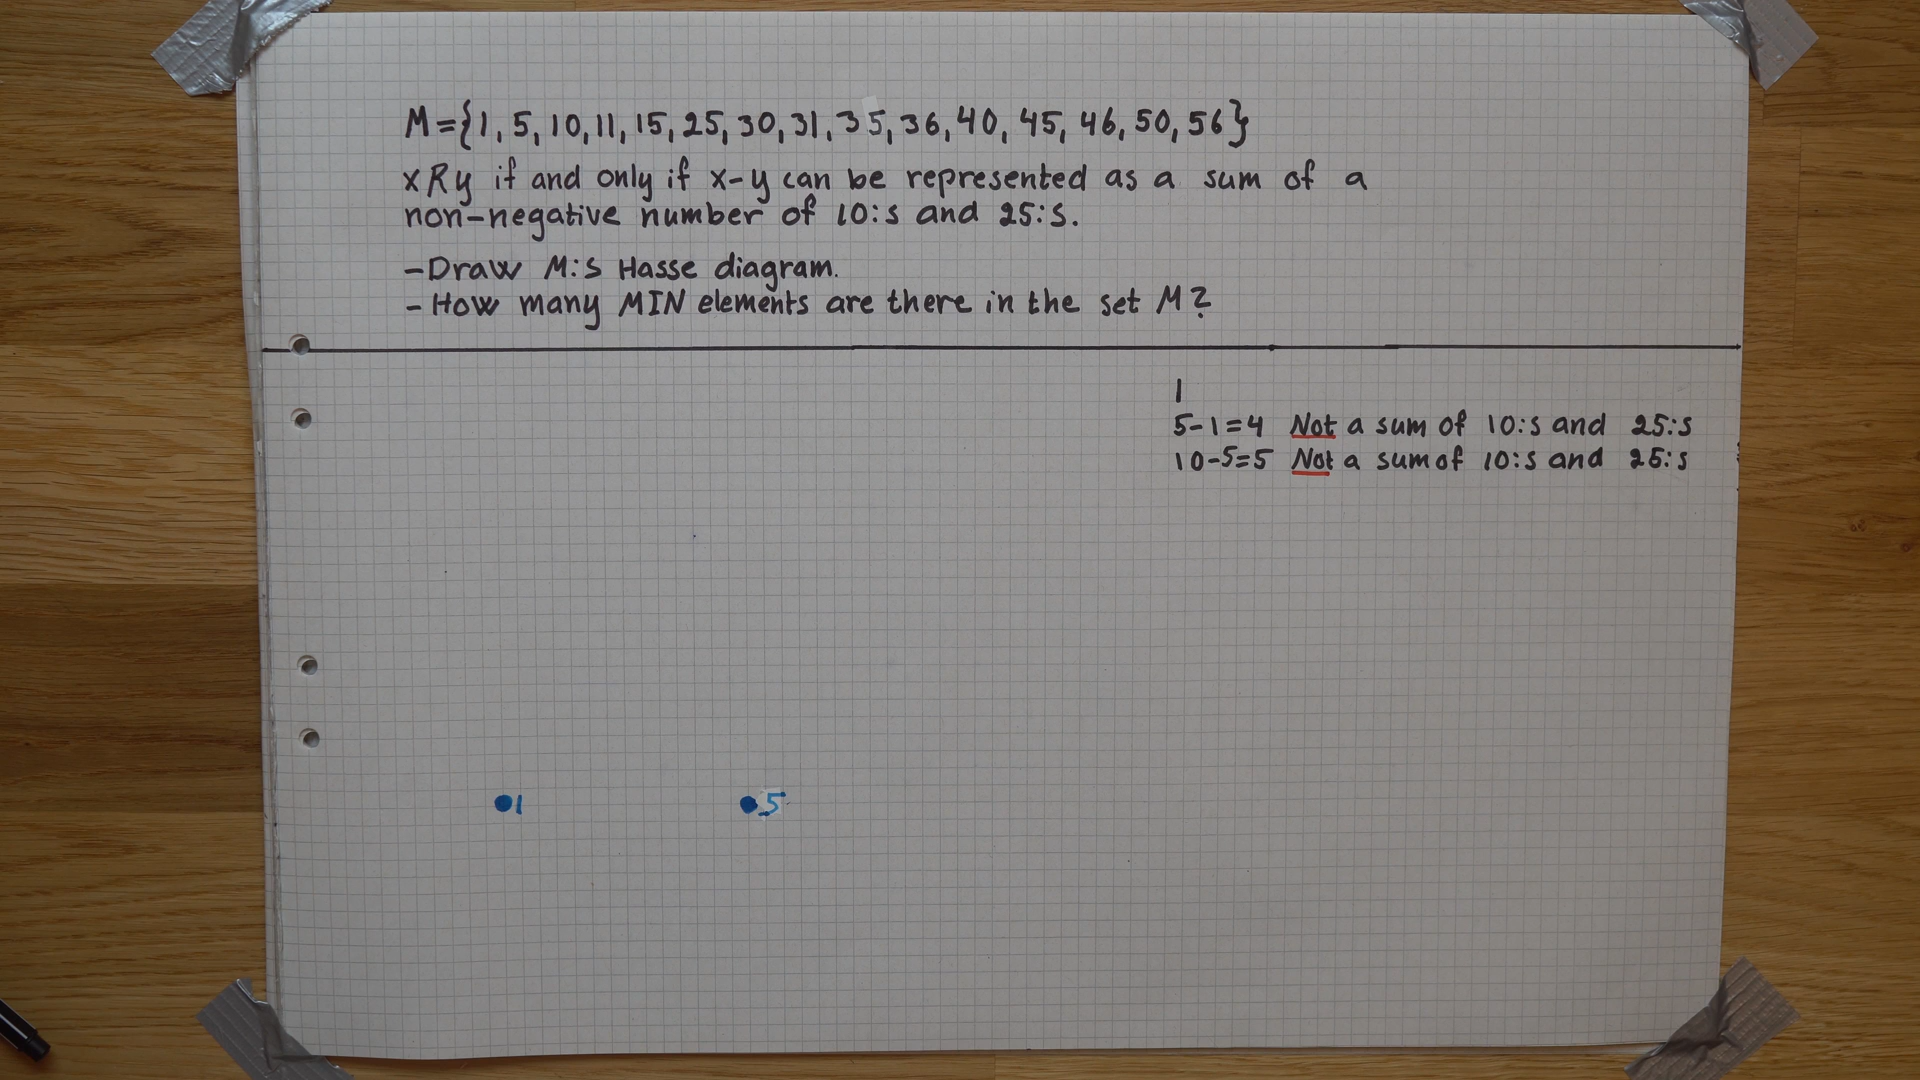 M={1, 5, 10, 11, 15, 25, 30, 31, 35, 36, 40, 45, 46, 50, 56}
xRy if and only if x-y can be represented as a sum of a
non-negative number of 10:s and 25:s.
-Draw M:s Hasse diagram.
-How many MIN elements are there in the set M?
1
5-1=4 Not a sum of 10:s and 25:s
10-5=5 Not a sum of 10:s and 25:s
1 5